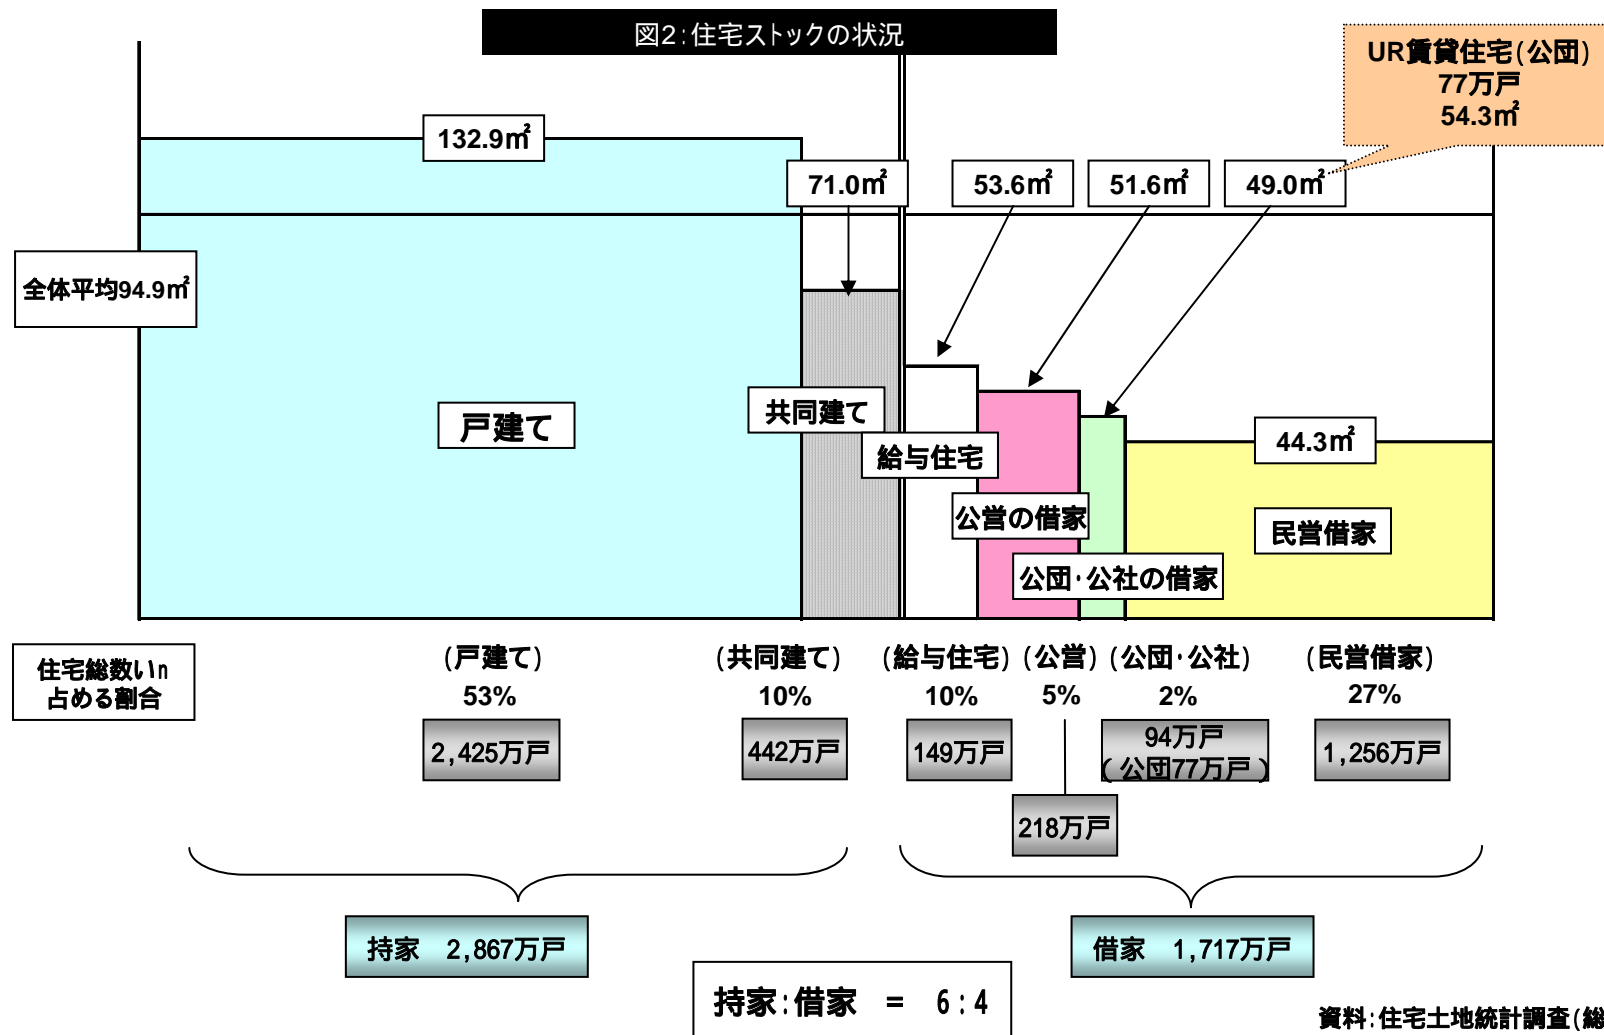 図2:住宅ストックの状況
UR賃貸住宅(公団)
77万戸
54.3㎡
132.9㎡
71.0㎡
53.6㎡
51.6㎡
49.0㎡
全体平均94.9㎡
戸建て
共同建て
給与住宅
44.3㎡
公営の借家
民営借家
公団・公社の借家
住宅総数いn
占める割合
(戸建て)
(共同建て)
(給与住宅)
(公営)
(公団・公社)
(民営借家)
53%
10%
10%
5%
2%
27%
2,425万戸
442万戸
149万戸
94万戸
(公団77万戸)
1,256万戸
218万戸
持家 2,867万戸
借家 1,717万戸
持家:借家 = 6:4
資料:住宅土地統計調査(総